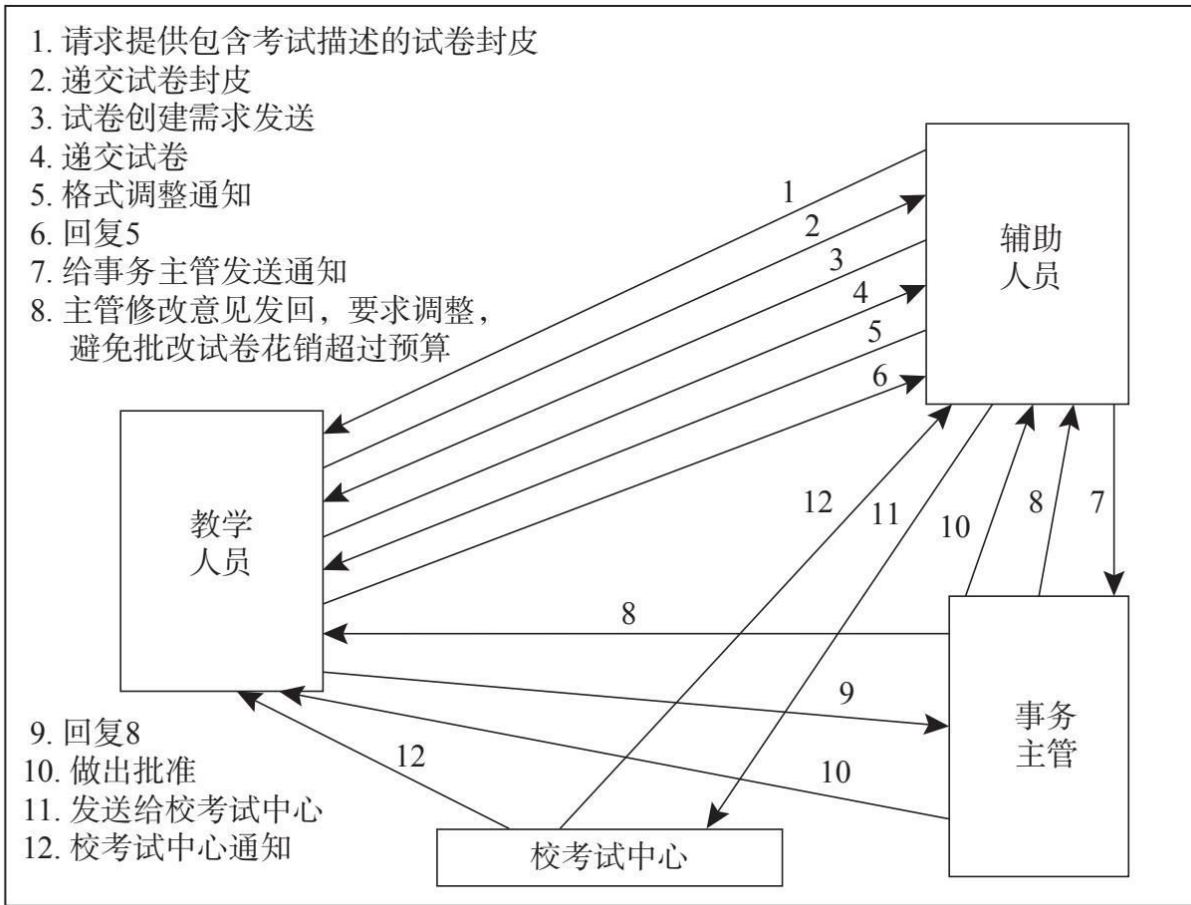 1. 请求提供包含考试描述的试卷封皮
2. 递交试卷封皮
3. 试卷创建需求发送
4. 递交试卷
5. 格式调整通知
6. 回复5
7. 给事务主管发送通知
8. 主管修改意见发回，要求调整，
避免批改试卷花销超过预算
辅助
人员
1
2
3
4
5
6
教学
人员
12
11
10
8
7
8
9
事务
主管
10
12
9. 回复8
10. 做出批准
11. 发送给校考试中心
12. 校考试中心通知
校考试中心